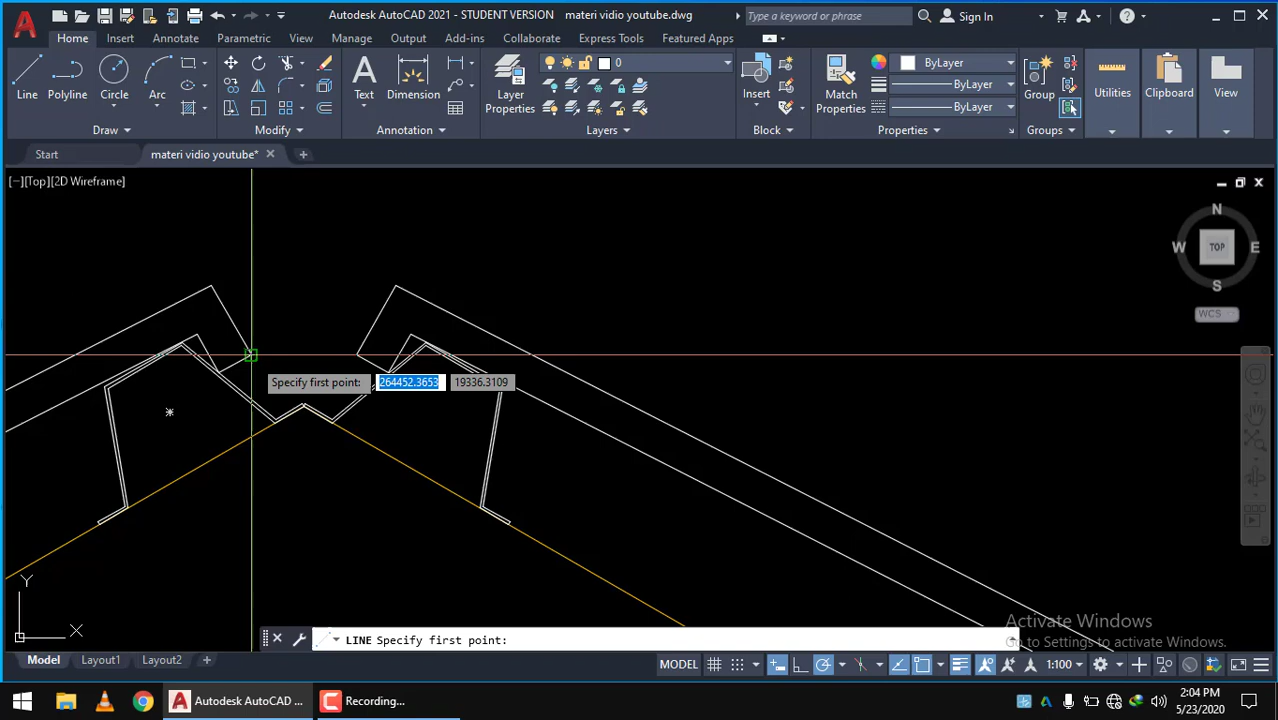 Autodesk AutoCAD 2021 - STUDENT VERSION materi vidio youtube.dwg
Type a keyword or phrase
Sign In
Home Insert Annotate Parametric View Manage Output Add-ins Collaborate Express Tools Featured Apps
Line Polyline Circle Arc
Text Dimension
Layer Properties
0
Insert
Match Properties
ByLayer
ByLayer
ByLayer
Group
Utilities Clipboard View
Draw Modify Annotation Layers Block Properties Groups
Start materi vidio youtube*
[−][Top][2D Wireframe]
N
W TOP E
S
WCS
Specify first point: 264452.3653 19336.3109
Y
X
Activate Windows
Go to Settings to activate Windows.
LINE Specify first point:
Model Layout1 Layout2
MODEL
1:100
Autodesk AutoCAD ...
Recording...
2:04 PM
5/23/2020